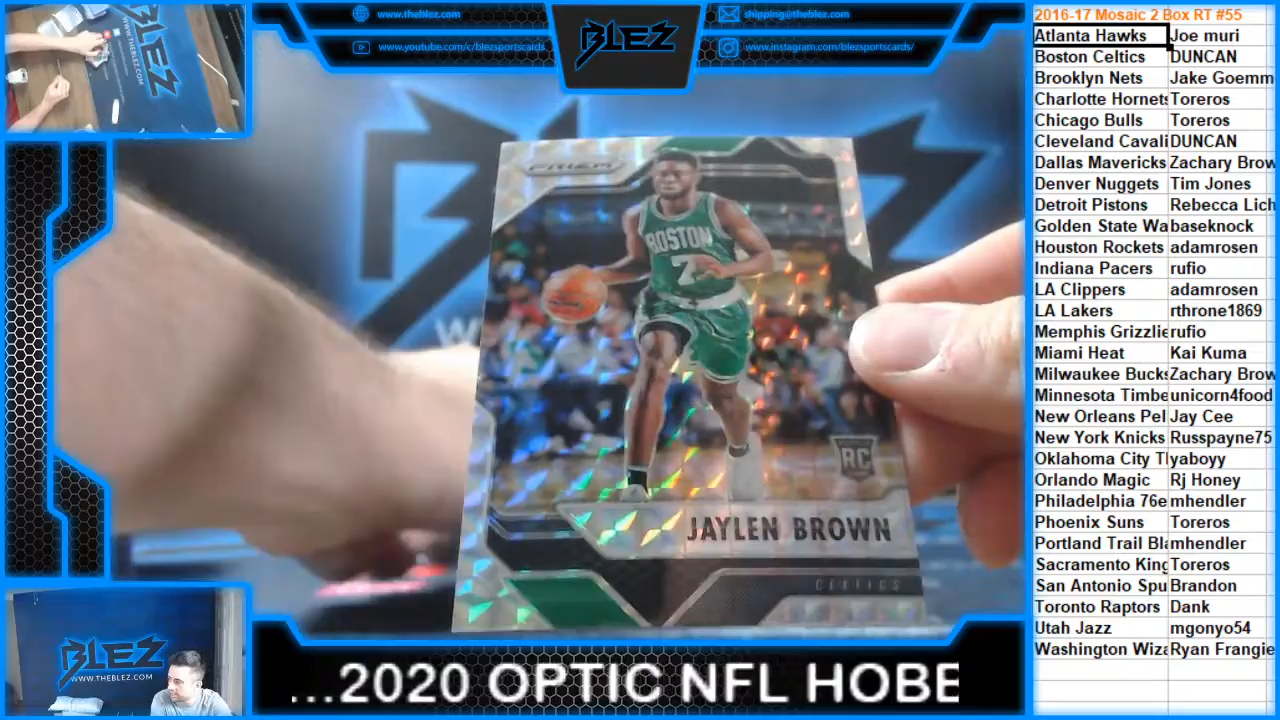 www.theblez.com
shipping@theblez.com
www.youtube.com/c/blezsportscards
www.instagram.com/blezsportscards/
BLEZ
2016-17 Mosaic 2 Box RT #55
Atlanta Hawks Joe muri
Boston Celtics DUNCAN
Brooklyn Nets Jake Goemm
Charlotte Hornets Toreros
Chicago Bulls Toreros
Cleveland Cavali DUNCAN
Dallas Mavericks Zachary Brow
Denver Nuggets Tim Jones
Detroit Pistons Rebecca Lich
Golden State Wa baseknock
Houston Rockets adamrosen
Indiana Pacers rufio
LA Clippers adamrosen
LA Lakers rthrone1869
Memphis Grizzlie rufio
Miami Heat Kai Kuma
Milwaukee Bucks Zachary Brow
Minnesota Timbe unicorn4food
New Orleans Pel Jay Cee
New York Knicks Russpayne75
Oklahoma City Th yaboyy
Orlando Magic Rj Honey
Philadelphia 76e mhendler
Phoenix Suns Toreros
Portland Trail Bla mhendler
Sacramento King Toreros
San Antonio Spu Brandon
Toronto Raptors Dank
Utah Jazz mgonyo54
Washington Wiza Ryan Frangie
BLEZ
WWW.THEBLEZ.COM
PRIZM
BOSTON
7
RC
JAYLEN BROWN
CELTICS
BLEZ
WWW.THEBLEZ.COM
...2020 OPTIC NFL HOBE